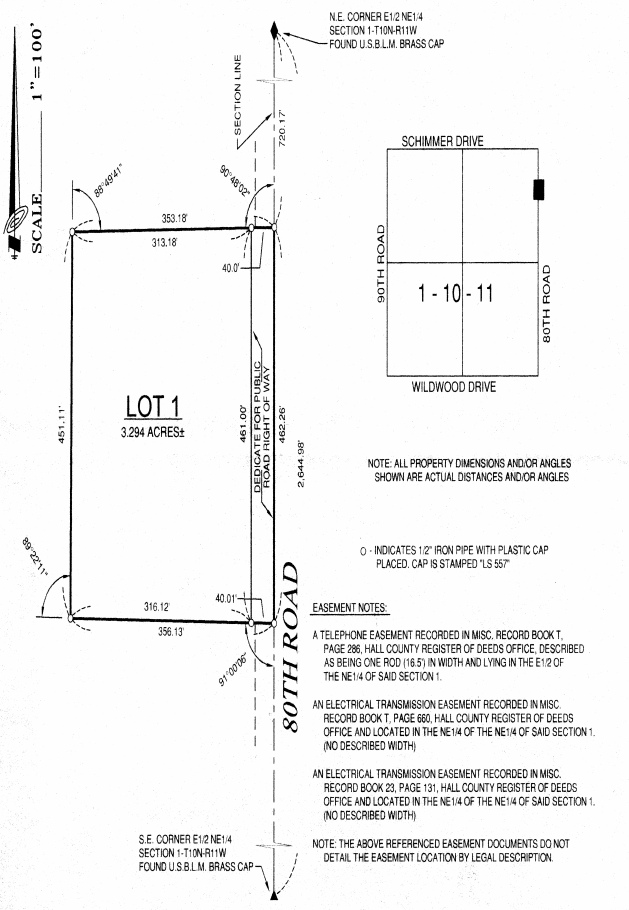 N.E. CORNER E1/2 NE1/4
SECTION 1-T10N-R11W
FOUND U.S.B.L.M. BRASS CAP
SCALE 1"=100'
SECTION LINE
720.17'
88°49'41"
90°48'02"
353.18'
313.18'
40.0'
SCHIMMER DRIVE
90TH ROAD
1 - 10 - 11
80TH ROAD
WILDWOOD DRIVE
LOT 1
3.294 ACRES±
451.11'
461.00'
DEDICATE FOR PUBLIC
ROAD RIGHT OF WAY
462.26'
2,644.98'
NOTE: ALL PROPERTY DIMENSIONS AND/OR ANGLES
SHOWN ARE ACTUAL DISTANCES AND/OR ANGLES
89°22'11"
O - INDICATES 1/2" IRON PIPE WITH PLASTIC CAP
PLACED. CAP IS STAMPED "LS 557"
316.12'
356.13'
40.01'
91°00'06"
80TH ROAD
EASEMENT NOTES:
A TELEPHONE EASEMENT RECORDED IN MISC. RECORD BOOK T,
PAGE 286, HALL COUNTY REGISTER OF DEEDS OFFICE, DESCRIBED
AS BEING ONE ROD (16.5') IN WIDTH AND LYING IN THE E1/2 OF
THE NE1/4 OF SAID SECTION 1.
AN ELECTRICAL TRANSMISSION EASEMENT RECORDED IN MISC.
RECORD BOOK T, PAGE 660, HALL COUNTY REGISTER OF DEEDS
OFFICE AND LOCATED IN THE NE1/4 OF THE NE1/4 OF SAID SECTION 1.
(NO DESCRIBED WIDTH)
AN ELECTRICAL TRANSMISSION EASEMENT RECORDED IN MISC.
RECORD BOOK 23, PAGE 131, HALL COUNTY REGISTER OF DEEDS
OFFICE AND LOCATED IN THE NE1/4 OF THE NE1/4 OF SAID SECTION 1.
(NO DESCRIBED WIDTH)
NOTE: THE ABOVE REFERENCED EASEMENT DOCUMENTS DO NOT
DETAIL THE EASEMENT LOCATION BY LEGAL DESCRIPTION.
S.E. CORNER E1/2 NE1/4
SECTION 1-T10N-R11W
FOUND U.S.B.L.M. BRASS CAP